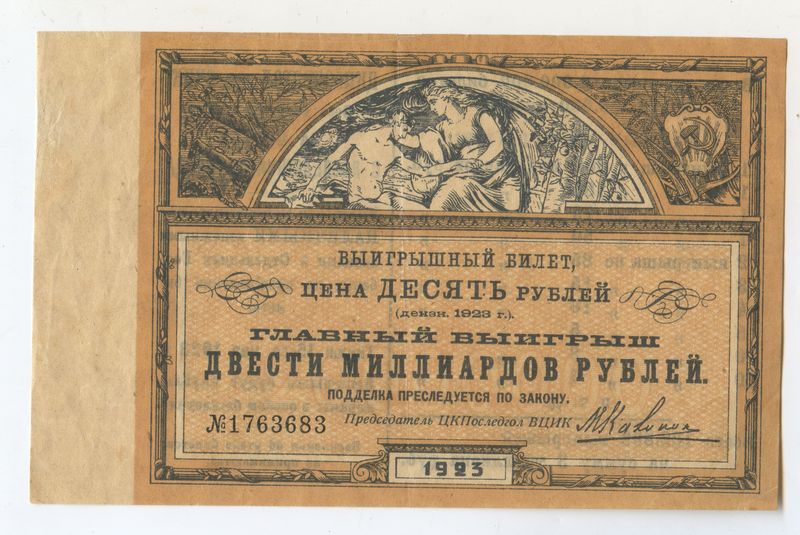 ВЫИГРЫШНЫЙ БИЛЕТ,
ЦЕНА ДЕСЯТЬ РУБЛЕЙ
(дензн. 1923 г.).
ГЛАВНЫЙ ВЫИГРЫШ
ДВЕСТИ МИЛЛИАРДОВ РУБЛЕЙ.
ПОДДЕЛКА ПРЕСЛЕДУЕТСЯ ПО ЗАКОНУ.
№1763683 Председатель ЦКПоследгол ВЦИК МКалинин
1923